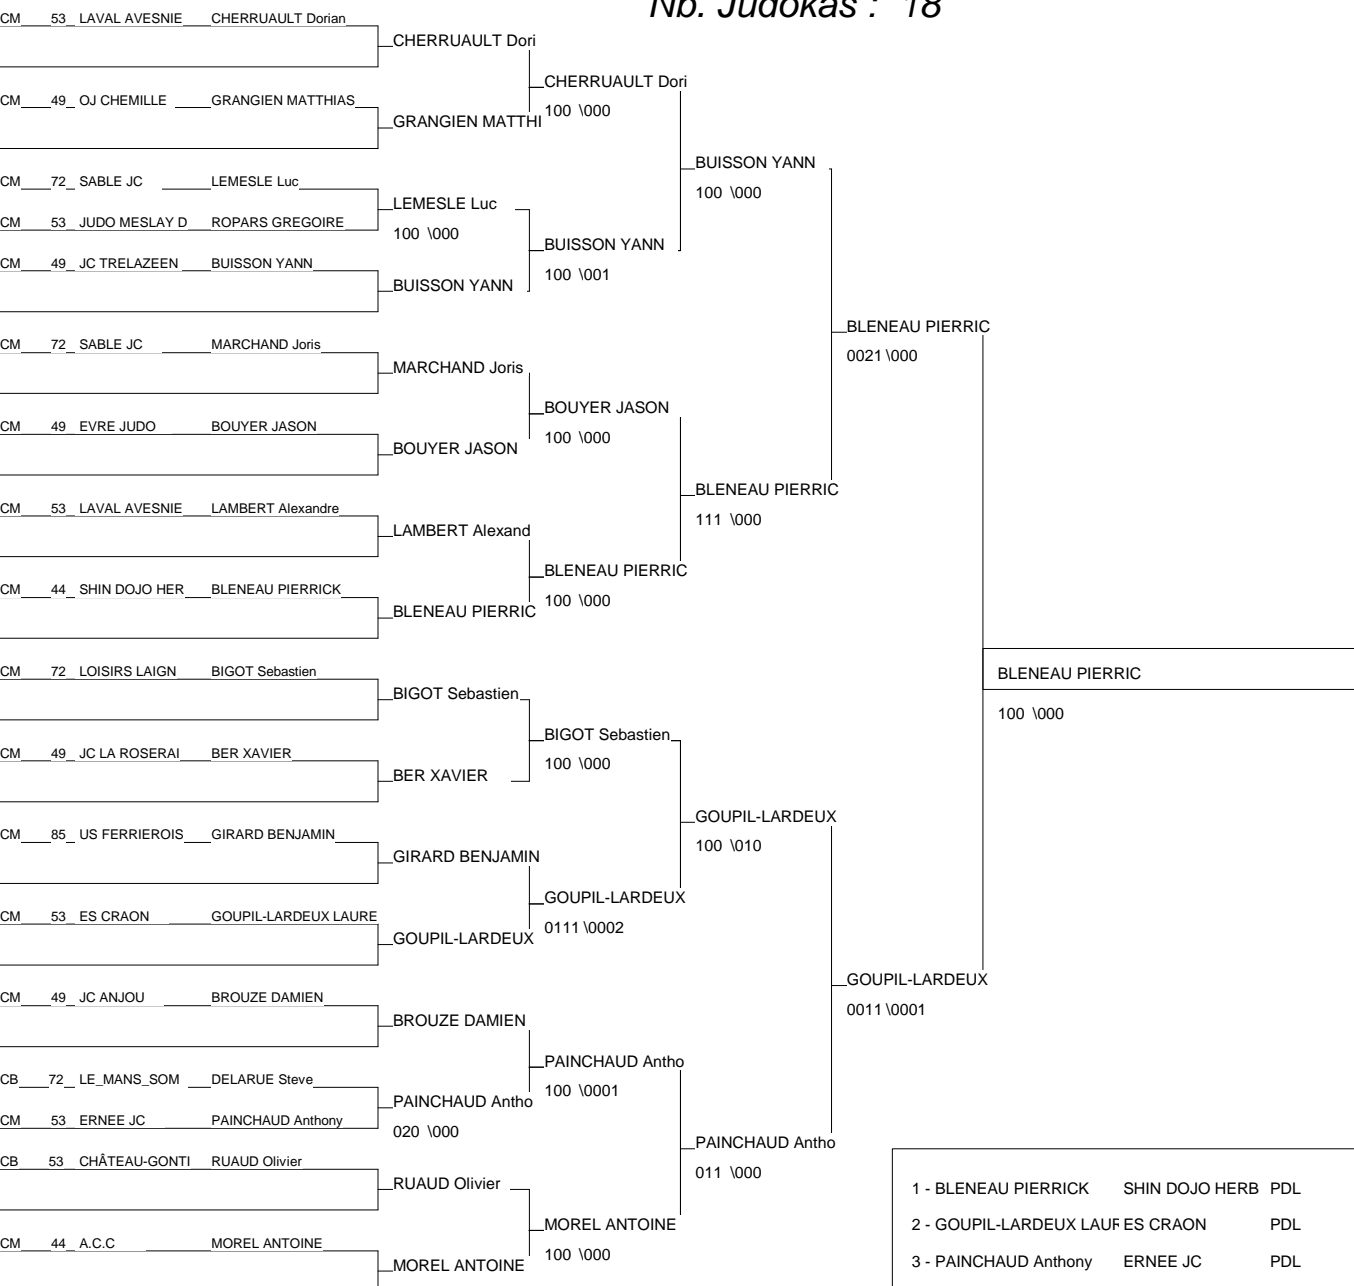 Nb. Judokas : 18
CM 53 LAVAL AVESNIE CHERRUAULT Dorian
CHERRUAULT Dori
CHERRUAULT Dori
100 \000
CM 49 OJ CHEMILLE GRANGIEN MATTHIAS
GRANGIEN MATTHI
BUISSON YANN
100 \000
CM 72 SABLE JC LEMESLE Luc
LEMESLE Luc
100 \000
CM 53 JUDO MESLAY D ROPARS GREGOIRE
BUISSON YANN
100 \001
CM 49 JC TRELAZEEN BUISSON YANN
BUISSON YANN
BLENEAU PIERRIC
0021 \000
CM 72 SABLE JC MARCHAND Joris
MARCHAND Joris
BOUYER JASON
100 \000
CM 49 EVRE JUDO BOUYER JASON
BOUYER JASON
BLENEAU PIERRIC
111 \000
CM 53 LAVAL AVESNIE LAMBERT Alexandre
LAMBERT Alexand
BLENEAU PIERRIC
100 \000
CM 44 SHIN DOJO HER BLENEAU PIERRICK
BLENEAU PIERRIC
BLENEAU PIERRIC
100 \000
CM 72 LOISIRS LAIGN BIGOT Sebastien
BIGOT Sebastien
BIGOT Sebastien
100 \000
CM 49 JC LA ROSERAI BER XAVIER
BER XAVIER
GOUPIL-LARDEUX
100 \010
CM 85 US FERRIEROIS GIRARD BENJAMIN
GIRARD BENJAMIN
GOUPIL-LARDEUX
0111 \0002
CM 53 ES CRAON GOUPIL-LARDEUX LAURE
GOUPIL-LARDEUX
GOUPIL-LARDEUX
0011 \0001
CM 49 JC ANJOU BROUZE DAMIEN
BROUZE DAMIEN
PAINCHAUD Antho
100 \0001
CB 72 LE_MANS_SOM DELARUE Steve
PAINCHAUD Antho
020 \000
CM 53 ERNEE JC PAINCHAUD Anthony
PAINCHAUD Antho
011 \000
CB 53 CHÂTEAU-GONTI RUAUD Olivier
RUAUD Olivier
MOREL ANTOINE
100 \000
CM 44 A.C.C MOREL ANTOINE
MOREL ANTOINE
1 - BLENEAU PIERRICK SHIN DOJO HERB PDL
2 - GOUPIL-LARDEUX LAUR ES CRAON PDL
3 - PAINCHAUD Anthony ERNEE JC PDL